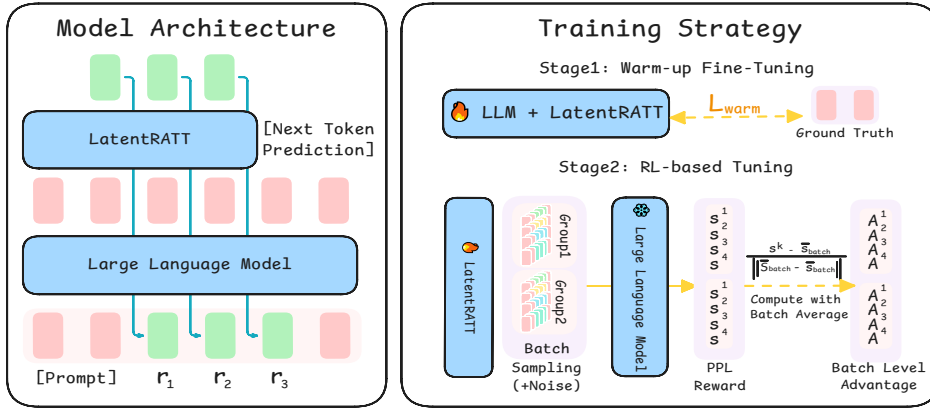 Model Architecture
LatentRATT
[Next Token
Prediction]
Large Language Model
[Prompt]
r1
r2
r3
Training Strategy
Stage1: Warm-up Fine-Tuning
LLM + LatentRATT
Lwarm
Ground Truth
Stage2: RL-based Tuning
LatentRATT
Group1
Group2
Batch
Sampling
(+Noise)
Large Language Model
s¹
s²
s³
s⁴
s
s¹
s²
s³
s⁴
s
PPL
Reward
sᵏ - s̅batch
||S̅batch - s̅batch||
Compute with
Batch Average
A¹
A²
A³
A⁴
A
A¹
A²
A³
A⁴
A
Batch Level
Advantage